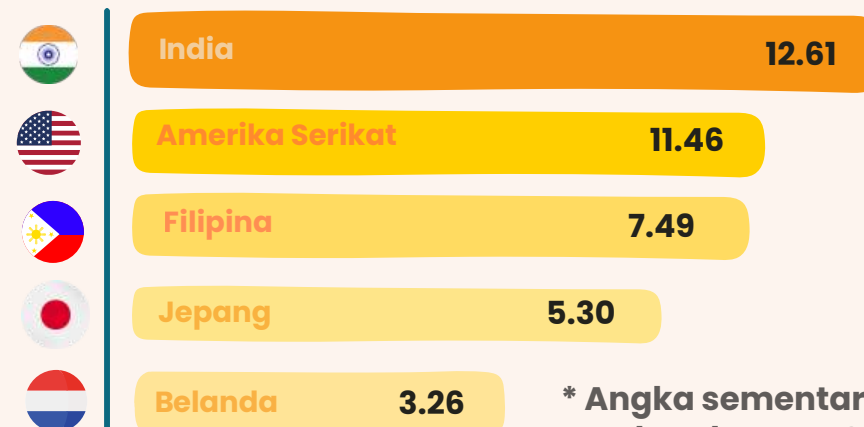 India 12.61
Amerika Serikat 11.46
Filipina 7.49
Jepang 5.30
Belanda 3.26
* Angka sementar